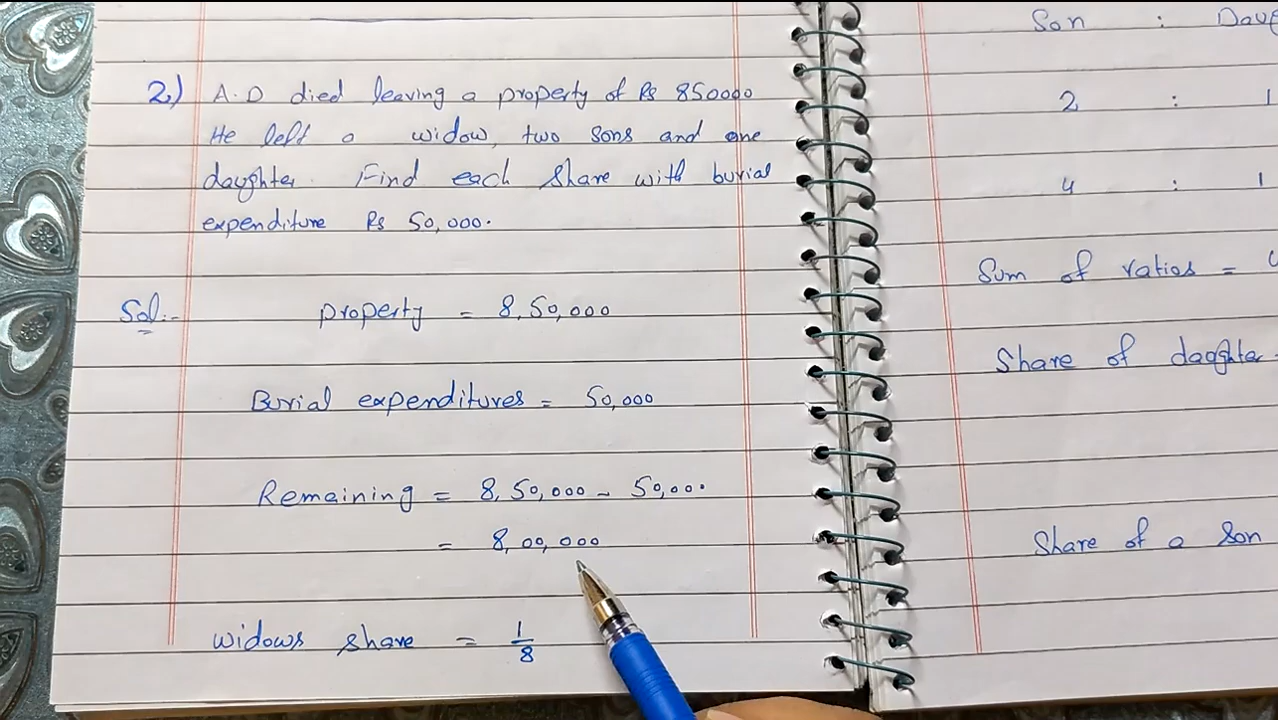 2) A.D died leaving a property of Rs 850000
He left a widow, two sons and one
daughter. Find each share with burial
expenditure Rs 50,000.
Sol:- property = 8,50,000
Burial expenditures = 50,000
Remaining = 8,50,000 - 50,000
= 8,00,000
widows share = 1/8
Son :
2 : 1
4 : 1
Sum of ratios =
Share of daughter
Share of a son